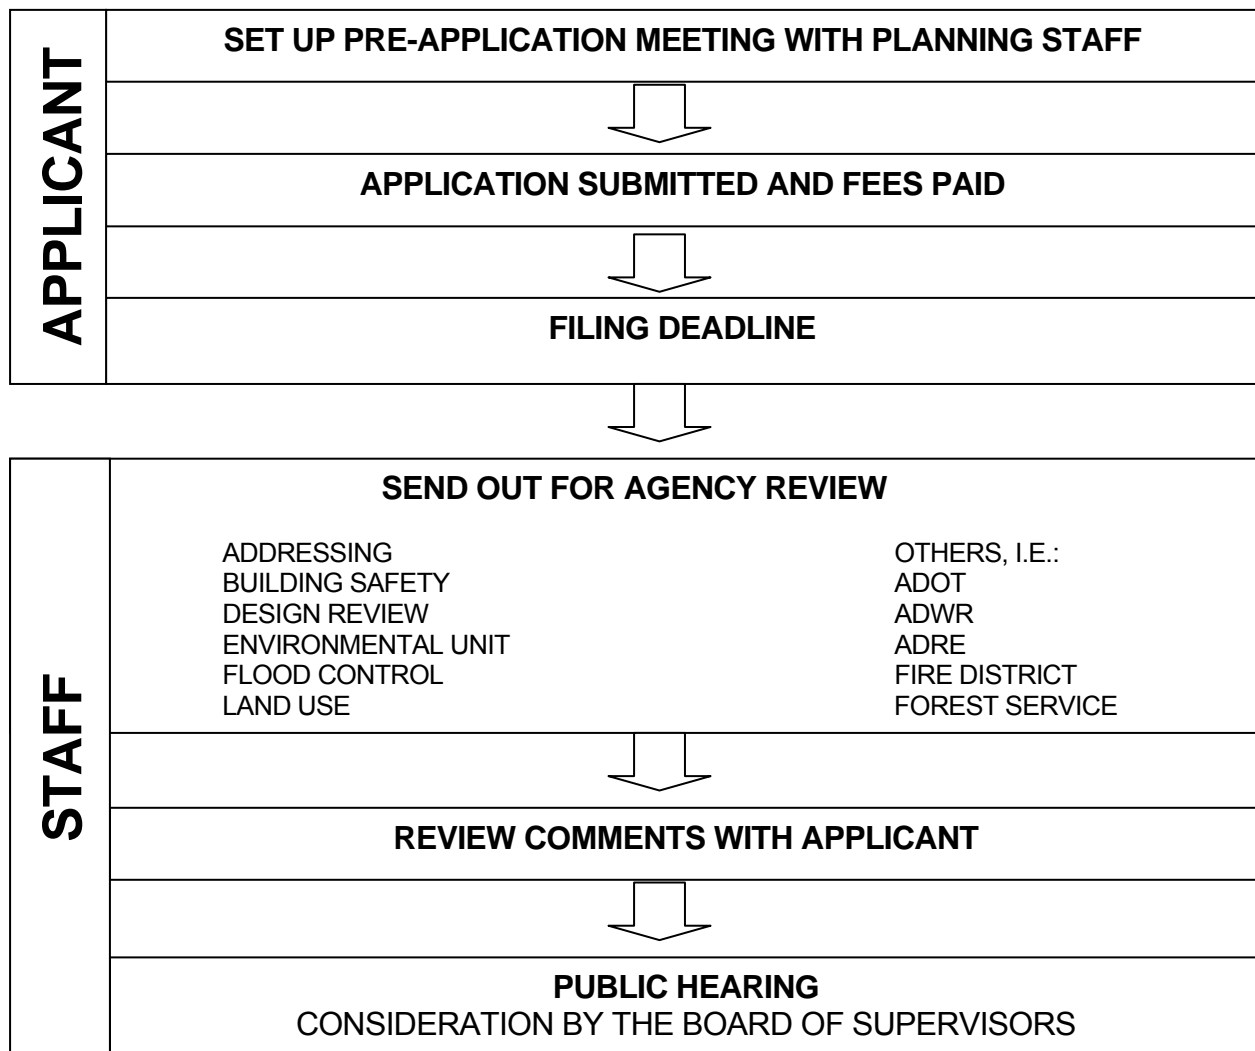 APPLICANT
SET UP PRE-APPLICATION MEETING WITH PLANNING STAFF
APPLICATION SUBMITTED AND FEES PAID
FILING DEADLINE
STAFF
SEND OUT FOR AGENCY REVIEW
ADDRESSING
BUILDING SAFETY
DESIGN REVIEW
ENVIRONMENTAL UNIT
FLOOD CONTROL
LAND USE
OTHERS, I.E.:
ADOT
ADWR
ADRE
FIRE DISTRICT
FOREST SERVICE
REVIEW COMMENTS WITH APPLICANT
PUBLIC HEARING
CONSIDERATION BY THE BOARD OF SUPERVISORS